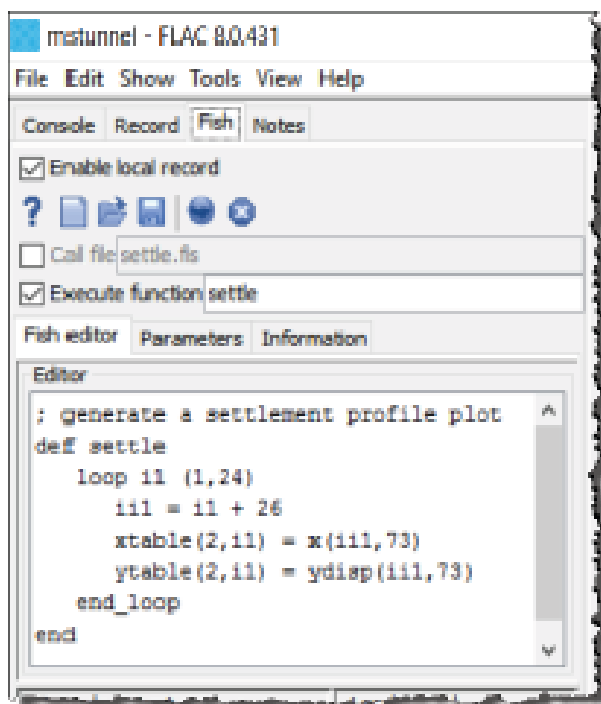 mstunnel - FLAC 8.0.431
File Edit Show Tools View Help
Console Record Fish Notes
Enable local record
?
Call file settle.fis
Execute function settle
Fish editor Parameters Information
Editor
; generate a settlement profile plot
def settle
loop i1 (1,24)
ii1 = i1 + 26
xtable(2,i1) = x(ii1,73)
ytable(2,i1) = ydisp(ii1,73)
end_loop
end